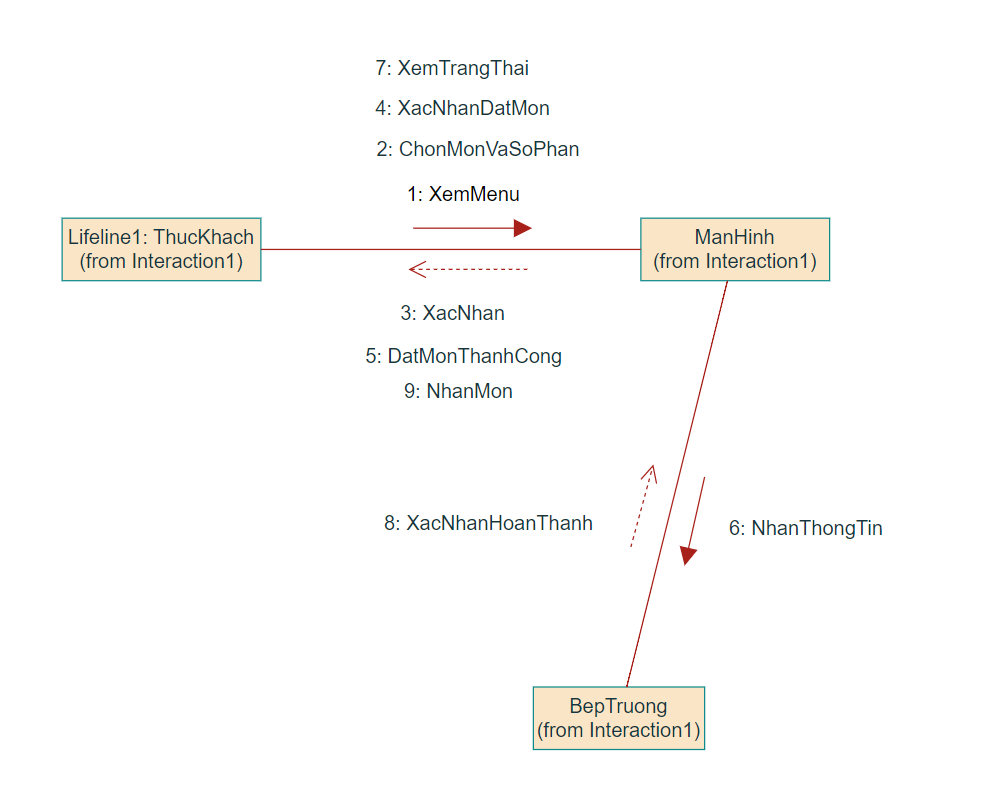 7: XemTrangThai
4: XacNhanDatMon
2: ChonMonVaSoPhan
1: XemMenu
Lifeline1: ThucKhach
(from Interaction1)
ManHinh
(from Interaction1)
3: XacNhan
5: DatMonThanhCong
9: NhanMon
8: XacNhanHoanThanh
6: NhanThongTin
BepTruong
(from Interaction1)